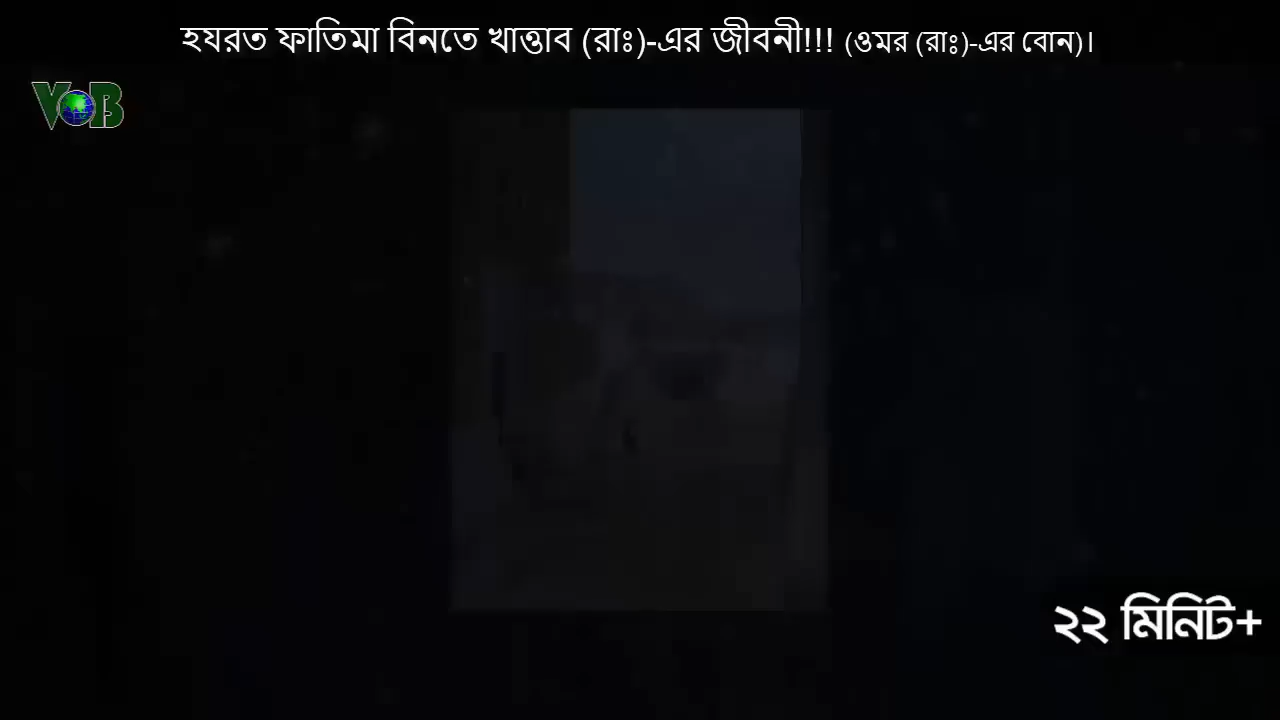 হযরত ফাতিমা বিনতে খাত্তাব (রাঃ)-এর জীবনী!!! (ওমর (রাঃ)-এর বোন)।
VOB
২২ মিনিট+